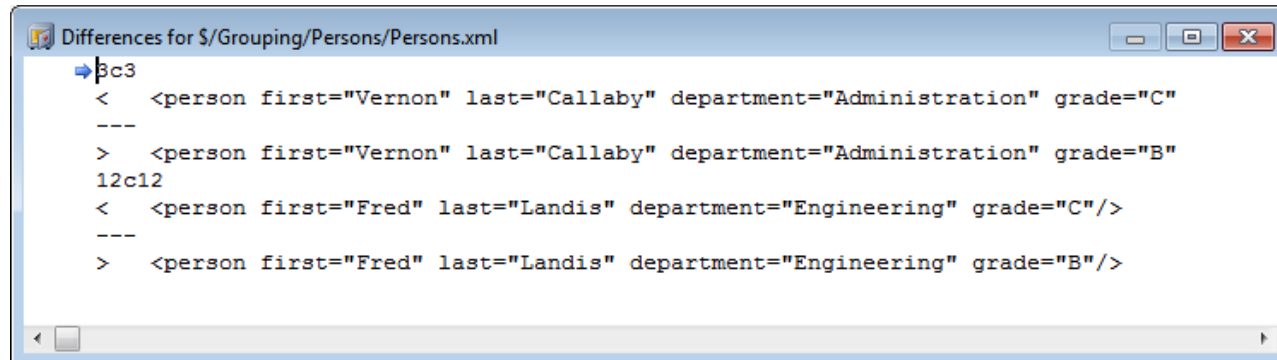 Differences for $/Grouping/Persons/Persons.xml
3c3
<   <person first="Vernon" last="Callaby" department="Administration" grade="C"
---
>   <person first="Vernon" last="Callaby" department="Administration" grade="B"
12c12
<   <person first="Fred" last="Landis" department="Engineering" grade="C"/>
---
>   <person first="Fred" last="Landis" department="Engineering" grade="B"/>